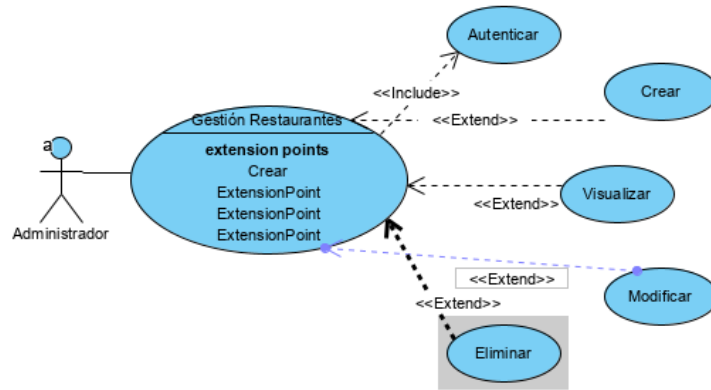 Autenticar
<<Include>>
Crear
Gestión Restaurantes
<<Extend>>
a
extension points
Crear
ExtensionPoint
ExtensionPoint
ExtensionPoint
Visualizar
<<Extend>>
Administrador
<<Extend>>
Modificar
<<Extend>>
Eliminar